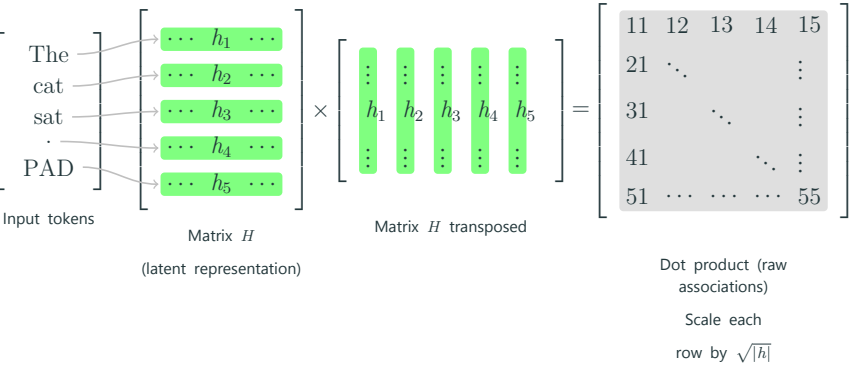 The
cat
sat
.
PAD
Input tokens
⋯ h₁ ⋯
⋯ h₂ ⋯
⋯ h₃ ⋯
⋯ h₄ ⋯
⋯ h₅ ⋯
Matrix H
(latent representation)
×
⋮ ⋮ ⋮ ⋮ ⋮
h₁ h₂ h₃ h₄ h₅
⋮ ⋮ ⋮ ⋮ ⋮
Matrix H transposed
=
11 12 13 14 15
21 ⋱ ⋮
31 ⋱ ⋮
41 ⋱ ⋮
51 ⋯ ⋯ ⋯ 55
Dot product (raw
associations)
Scale each
row by √|h|